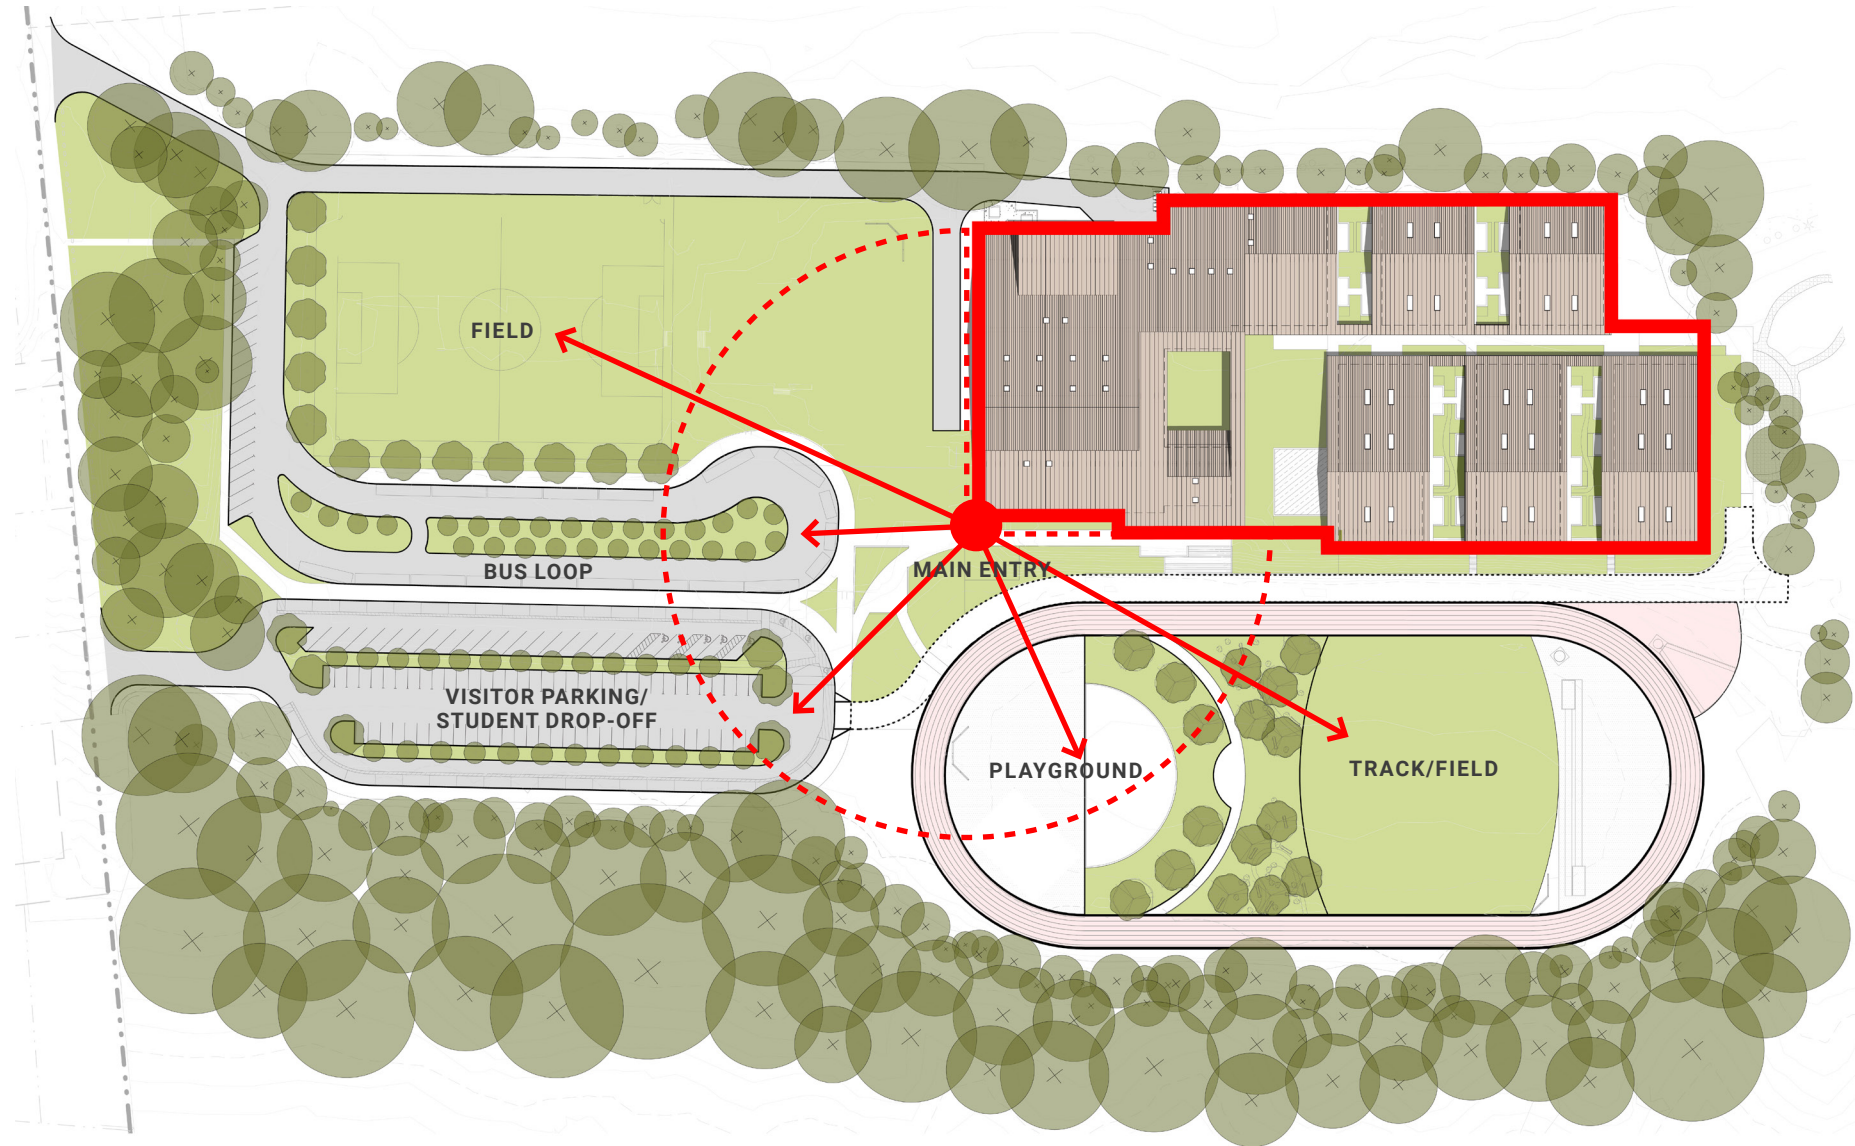 FIELD
BUS LOOP
MAIN ENTRY
VISITOR PARKING/
STUDENT DROP-OFF
PLAYGROUND
TRACK/FIELD